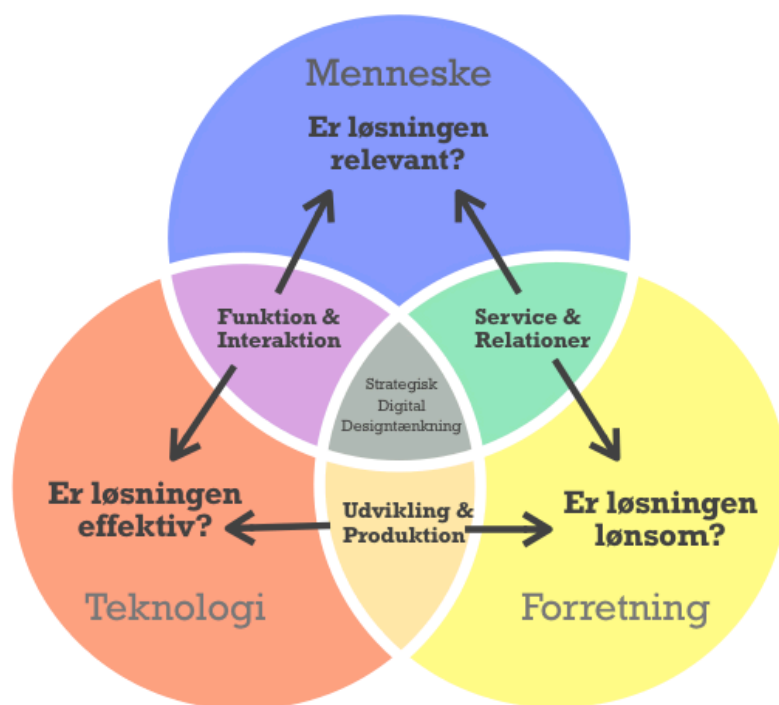 Menneske
Er løsningen
relevant?
Funktion &
Interaktion
Service &
Relationer
Strategisk
Digital
Designtænkning
Er løsningen
effektiv?
Udvikling &
Produktion
Er løsningen
lønsom?
Teknologi
Forretning